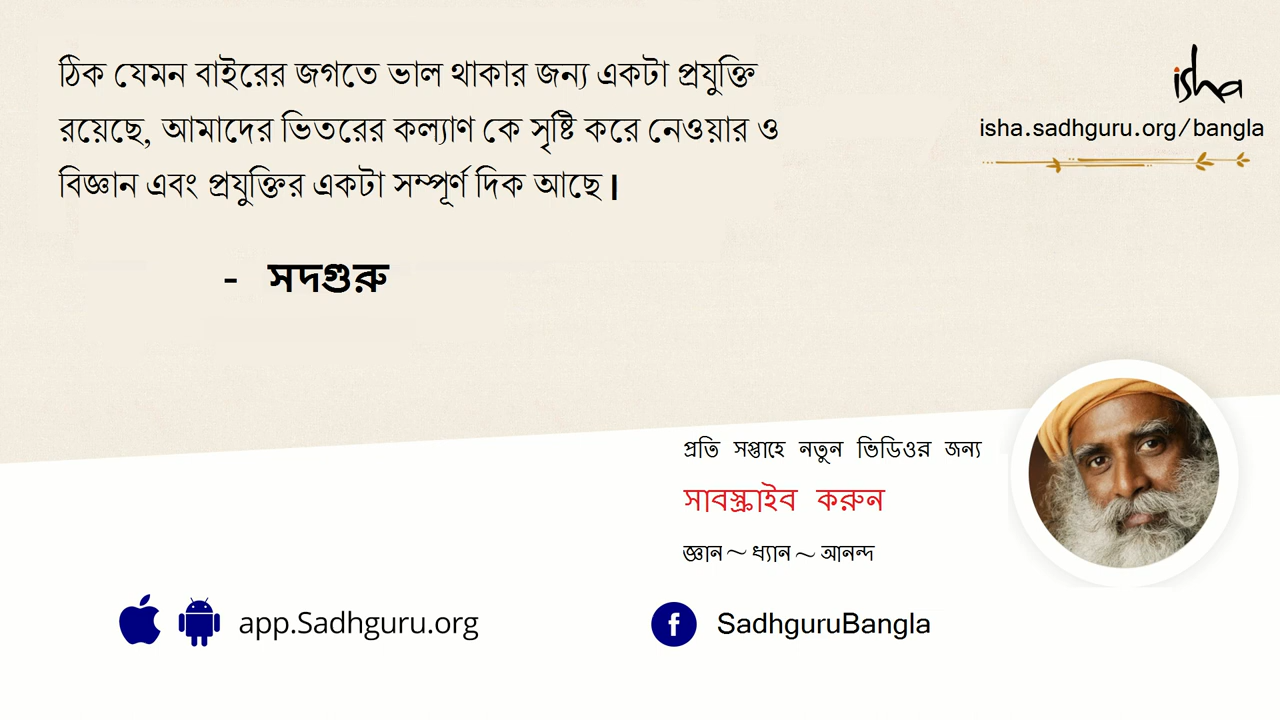 ঠিক যেমন বাইরের জগতে ভাল থাকার জন্য একটা প্রযুক্তি
রয়েছে, আমাদের ভিতরের কল্যাণ কে সৃষ্টি করে নেওয়ার ও
বিজ্ঞান এবং প্রযুক্তির একটা সম্পূর্ণ দিক আছে।
- সদগুরু
isha
isha.sadhguru.org/bangla
প্রতি সপ্তাহে নতুন ভিডিওর জন্য
সাবস্ক্রাইব করুন
জ্ঞান ~ ধ্যান ~ আনন্দ
app.Sadhguru.org
f SadhguruBangla